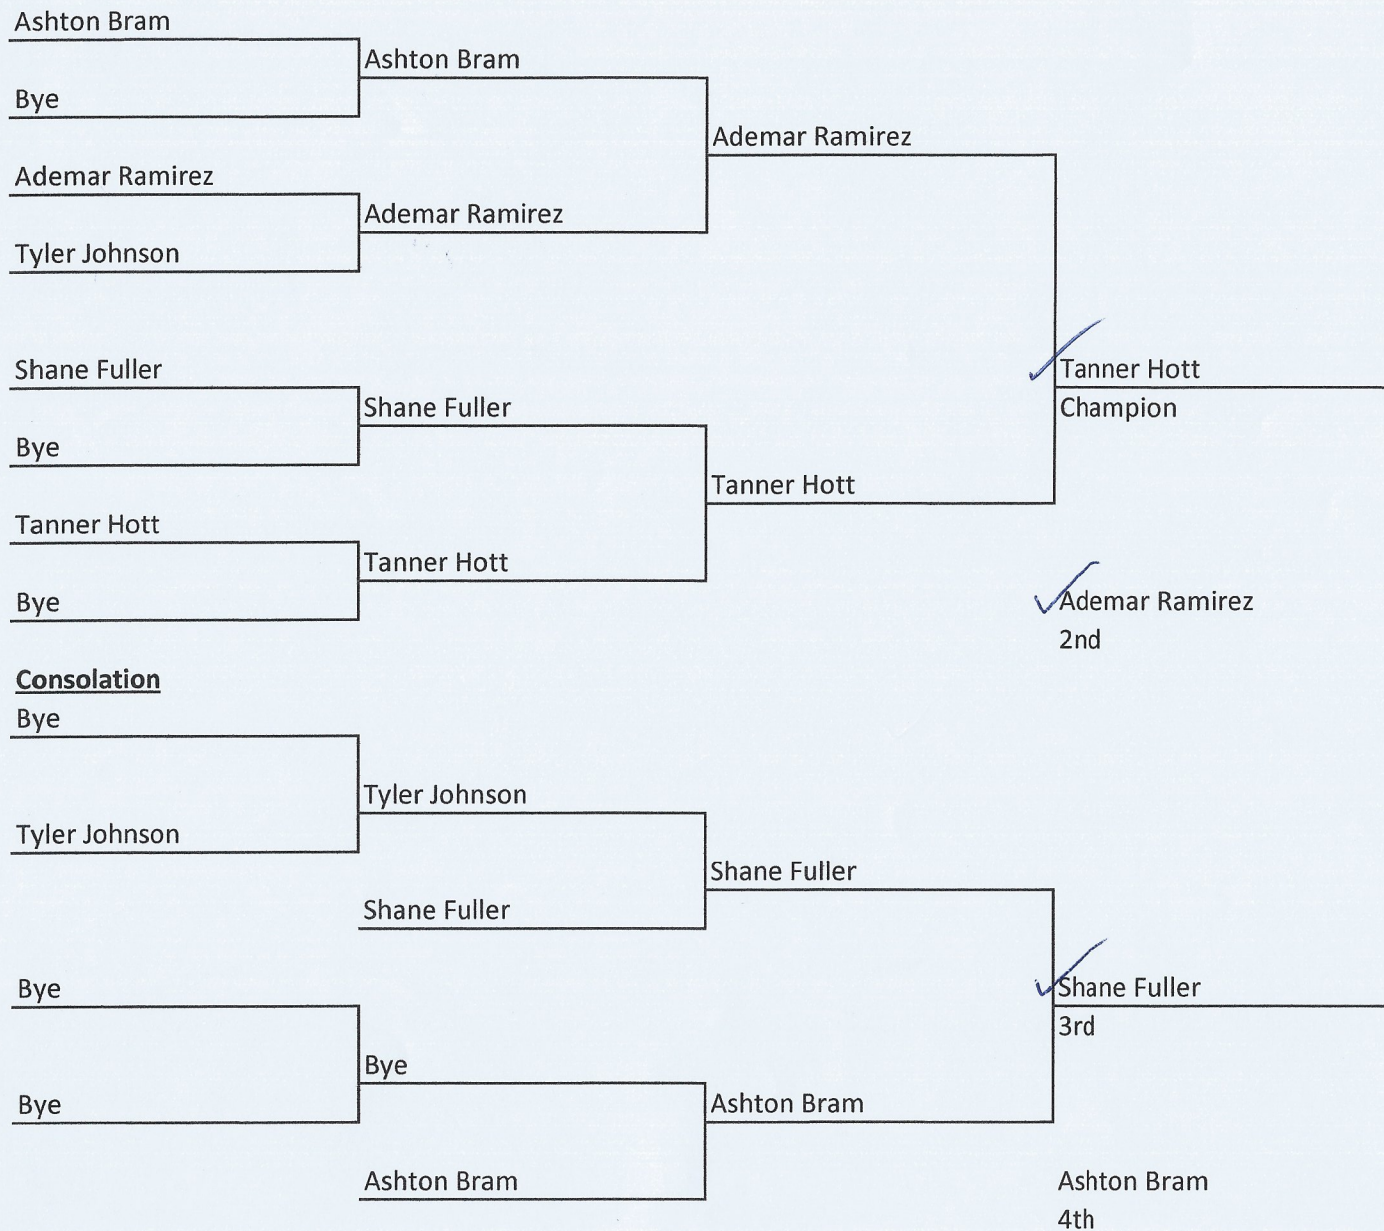 Ashton Bram
Ashton Bram
Bye
Ademar Ramirez
Ademar Ramirez
Ademar Ramirez
Tyler Johnson
Shane Fuller
Tanner Hott
Shane Fuller
Champion
Bye
Tanner Hott
Tanner Hott
Tanner Hott
Bye
Ademar Ramirez
2nd
Consolation
Bye
Tyler Johnson
Tyler Johnson
Shane Fuller
Shane Fuller
Bye
Shane Fuller
3rd
Bye
Bye
Ashton Bram
Ashton Bram
Ashton Bram
4th